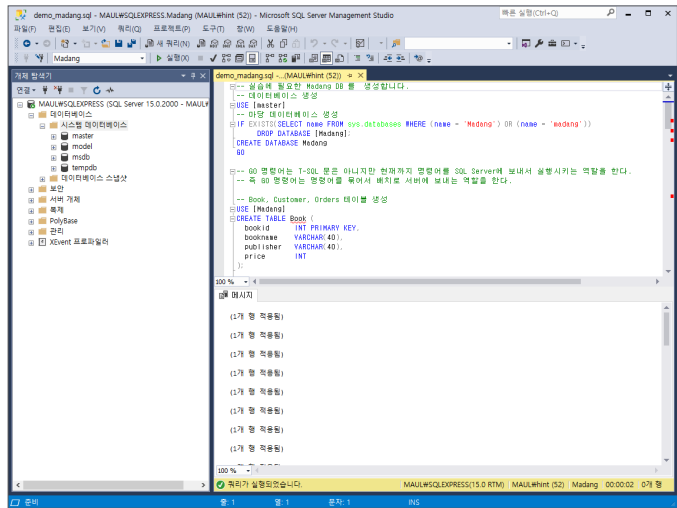 demo_madang.sql - MAUL₩SQLEXPRESS.Madang (MAUL₩hint (52)) - Microsoft SQL Server Management Studio
빠른 실행(Ctrl+Q)
파일(F) 편집(E) 보기(V) 쿼리(Q) 프로젝트(P) 도구(T) 창(W) 도움말(H)
새 쿼리(N)
Madang
실행(X)
개체 탐색기
연결
MAUL₩SQLEXPRESS (SQL Server 15.0.2000 - MAUL₩
데이터베이스
시스템 데이터베이스
master
model
msdb
tempdb
데이터베이스 스냅샷
보안
서버 개체
복제
PolyBase
관리
XEvent 프로파일러
demo_madang.sql -...(MAUL₩hint (52))
-- 실습에 필요한 Madang DB 를 생성합니다.
-- 데이터베이스 생성
USE [master]
-- 마당 데이터베이스 생성
IF EXISTS(SELECT name FROM sys.databases WHERE (name = 'Madang') OR (name = 'madang'))
DROP DATABASE [Madang];
CREATE DATABASE Madang
GO
-- GO 명령어는 T-SQL 문은 아니지만 현재까지 명령어를 SQL Server에 보내서 실행시키는 역할을 한다.
-- 즉 GO 명령어는 명령어를 묶어서 배치로 서버에 보내는 역할을 한다.
-- Book, Customer, Orders 테이블 생성
USE [Madang]
CREATE TABLE Book (
bookid INT PRIMARY KEY,
bookname VARCHAR(40),
publisher VARCHAR(40),
price INT
);
100 %
메시지
(1개 행 적용됨)
(1개 행 적용됨)
(1개 행 적용됨)
(1개 행 적용됨)
(1개 행 적용됨)
(1개 행 적용됨)
(1개 행 적용됨)
(1개 행 적용됨)
100 %
쿼리가 실행되었습니다.
MAUL₩SQLEXPRESS(15.0 RTM) MAUL₩hint (52) Madang 00:00:02 0개 행
준비
줄: 1 열: 1 문자: 1 INS